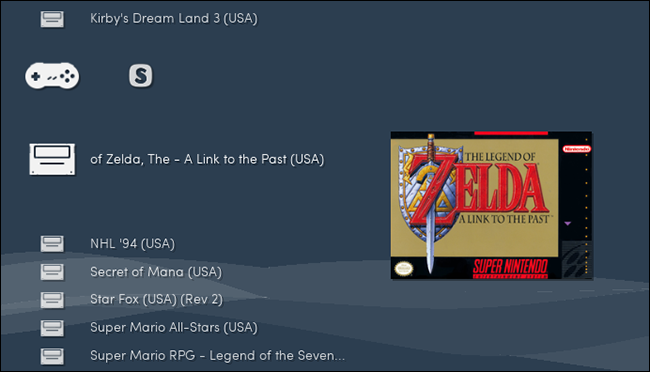 Kirby's Dream Land 3 (USA)
S
of Zelda, The - A Link to the Past (USA)
THE LEGEND OF
ZELDA
A LINK TO THE PAST
Nintendo
SUPER NINTENDO
ENTERTAINMENT SYSTEM
NHL '94 (USA)
Secret of Mana (USA)
Star Fox (USA) (Rev 2)
Super Mario All-Stars (USA)
Super Mario RPG - Legend of the Seven...